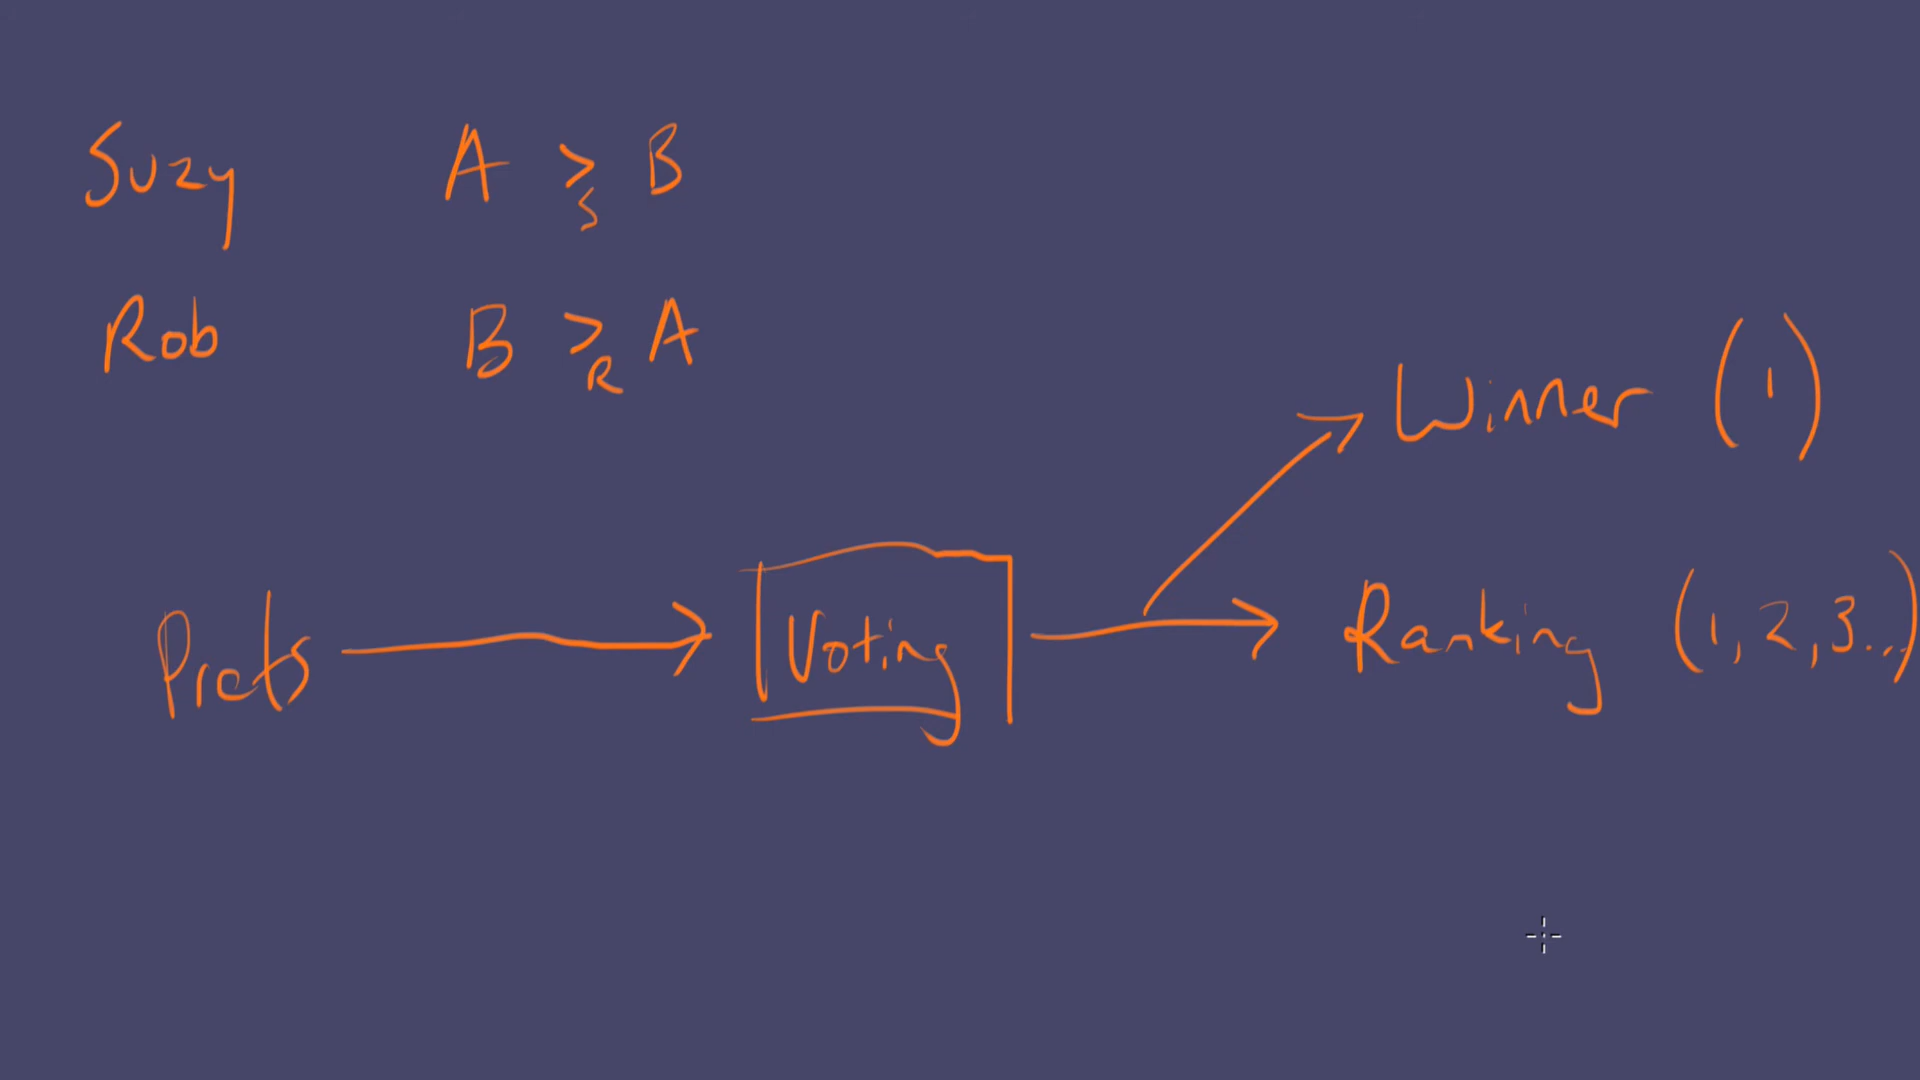 Suzy A >ₛ B
Rob B >ᵣ A
Winner (1)
Prefs Voting Ranking (1,2,3..)